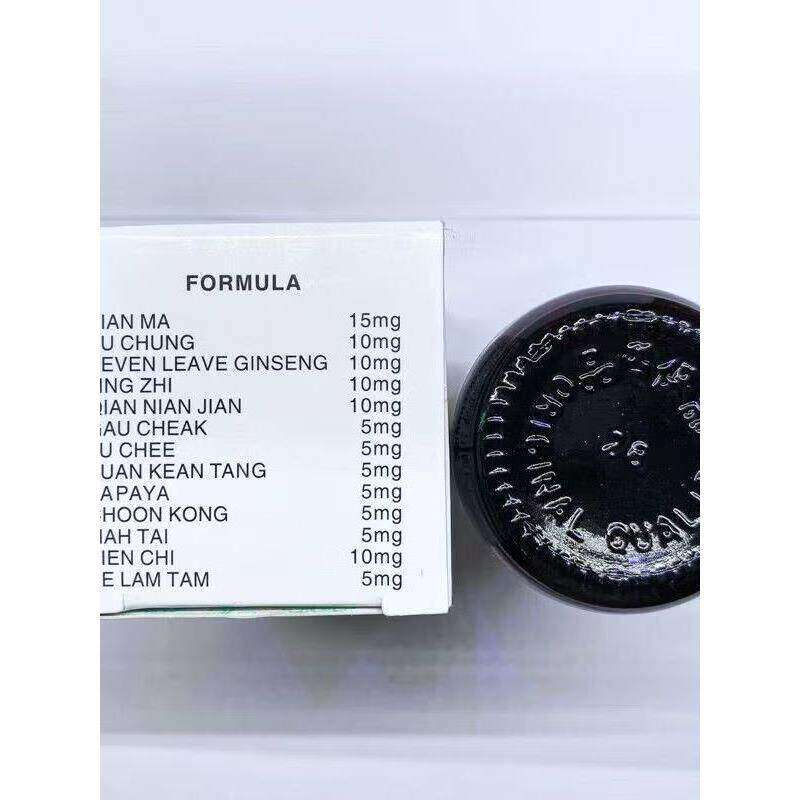 FORMULA
IAN MA 15mg
U CHUNG 10mg
EVEN LEAVE GINSENG 10mg
ING ZHI 10mg
QIAN NIAN JIAN 10mg
GAU CHEAK 5mg
U CHEE 5mg
UAN KEAN TANG 5mg
APAYA 5mg
HOON KONG 5mg
IAH TAI 5mg
IEN CHI 10mg
E LAM TAM 5mg